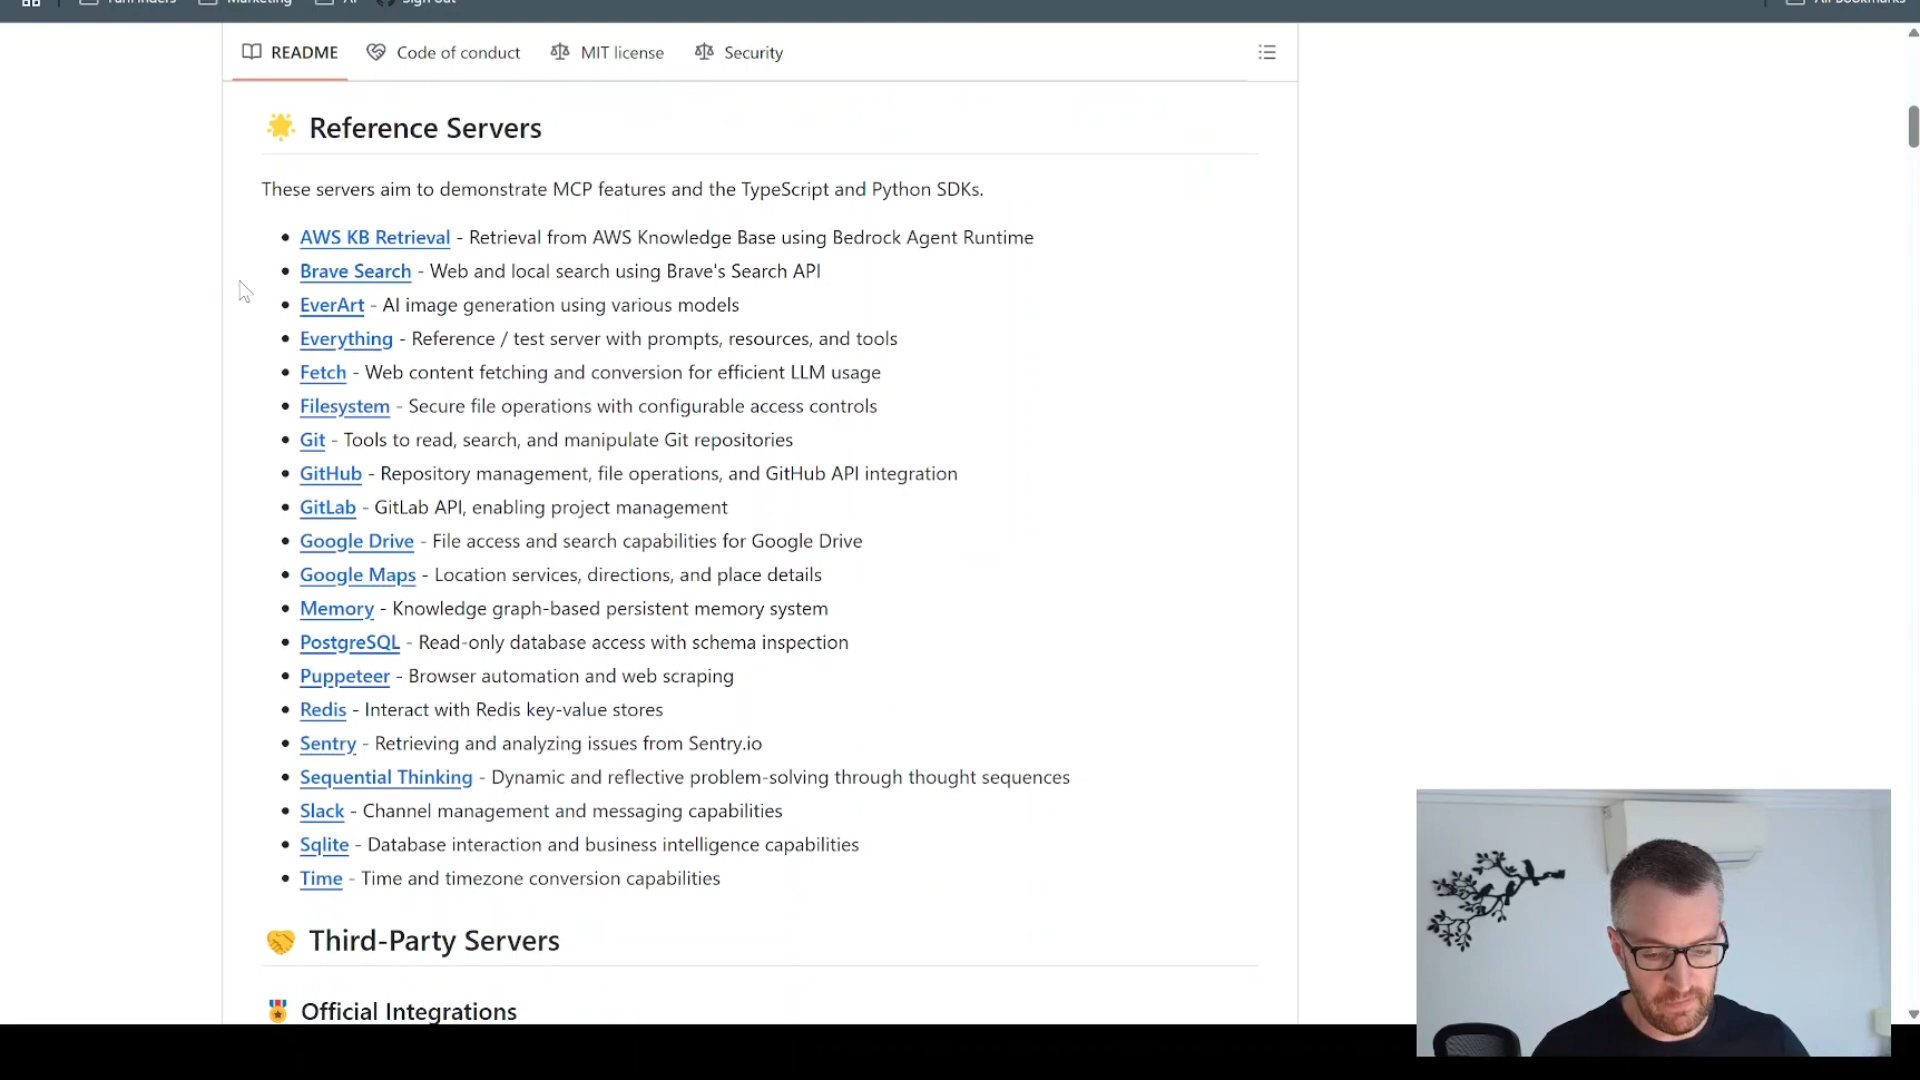 README
Code of conduct
MIT license
Security
Reference Servers
These servers aim to demonstrate MCP features and the TypeScript and Python SDKs.
AWS KB Retrieval - Retrieval from AWS Knowledge Base using Bedrock Agent Runtime
Brave Search - Web and local search using Brave's Search API
EverArt - AI image generation using various models
Everything - Reference / test server with prompts, resources, and tools
Fetch - Web content fetching and conversion for efficient LLM usage
Filesystem - Secure file operations with configurable access controls
Git - Tools to read, search, and manipulate Git repositories
GitHub - Repository management, file operations, and GitHub API integration
GitLab - GitLab API, enabling project management
Google Drive - File access and search capabilities for Google Drive
Google Maps - Location services, directions, and place details
Memory - Knowledge graph-based persistent memory system
PostgreSQL - Read-only database access with schema inspection
Puppeteer - Browser automation and web scraping
Redis - Interact with Redis key-value stores
Sentry - Retrieving and analyzing issues from Sentry.io
Sequential Thinking - Dynamic and reflective problem-solving through thought sequences
Slack - Channel management and messaging capabilities
Sqlite - Database interaction and business intelligence capabilities
Time - Time and timezone conversion capabilities
Third-Party Servers
Official Integrations